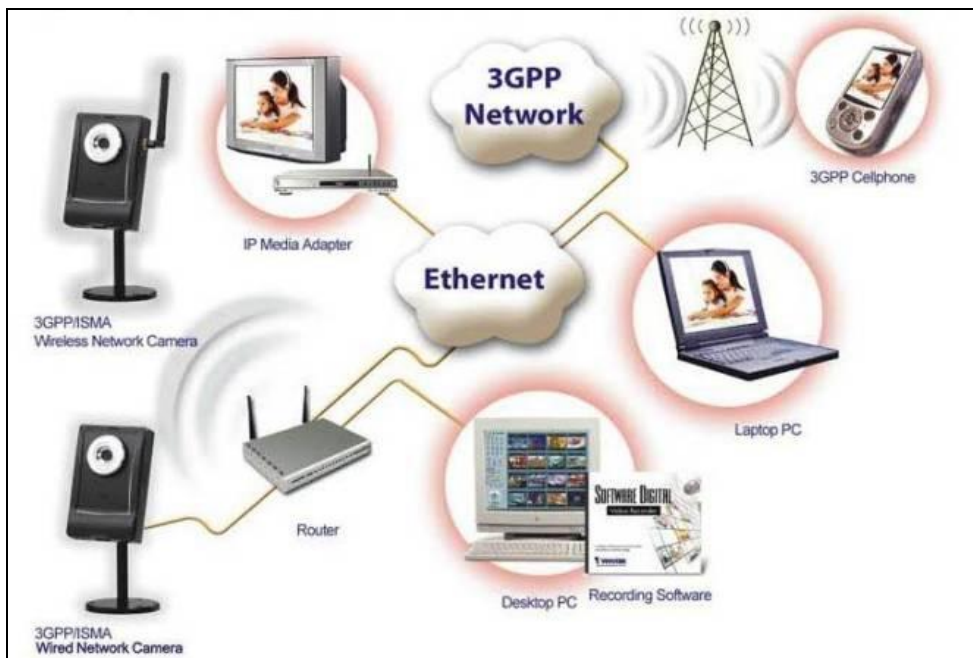 3GPP
Network
3GPP Cellphone
IP Media Adapter
Ethernet
3GPP/ISMA
Wireless Network Camera
Laptop PC
Router
SOFTWARE DIGITAL
Video Recorder
Desktop PC
Recording Software
3GPP/ISMA
Wired Network Camera